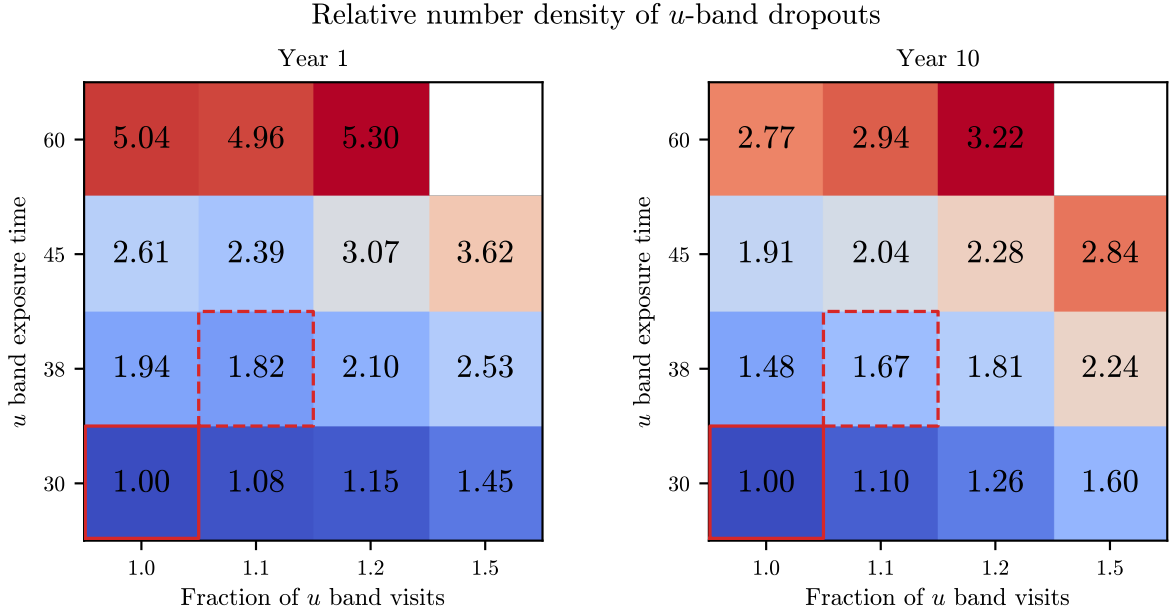 Relative number density of u-band dropouts
Year 1
60 5.04 4.96 5.30
45 2.61 2.39 3.07 3.62
38 1.94 1.82 2.10 2.53
30 1.00 1.08 1.15 1.45
1.0 1.1 1.2 1.5
Fraction of u band visits
u band exposure time
Year 10
60 2.77 2.94 3.22
45 1.91 2.04 2.28 2.84
38 1.48 1.67 1.81 2.24
30 1.00 1.10 1.26 1.60
1.0 1.1 1.2 1.5
Fraction of u band visits
u band exposure time